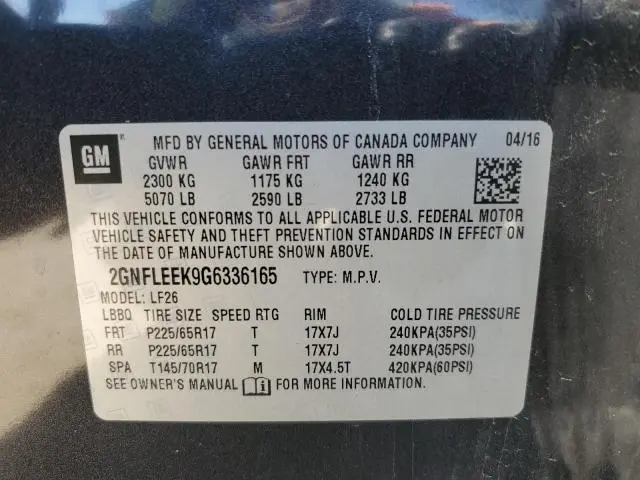 GM MFD BY GENERAL MOTORS OF CANADA COMPANY 04/16
GVWR GAWR FRT GAWR RR
2300 KG 1175 KG 1240 KG
5070 LB 2590 LB 2733 LB
THIS VEHICLE CONFORMS TO ALL APPLICABLE U.S. FEDERAL MOTOR
VEHICLE SAFETY AND THEFT PREVENTION STANDARDS IN EFFECT ON
THE DATE OF MANUFACTURE SHOWN ABOVE.
2GNFLEEK9G6336165 TYPE: M.P.V.
MODEL: LF26
LBBQ TIRE SIZE SPEED RTG RIM COLD TIRE PRESSURE
FRT P225/65R17 T 17X7J 240KPA(35PSI)
RR P225/65R17 T 17X7J 240KPA(35PSI)
SPA T145/70R17 M 17X4.5T 420KPA(60PSI)
SEE OWNER'S MANUAL FOR MORE INFORMATION.